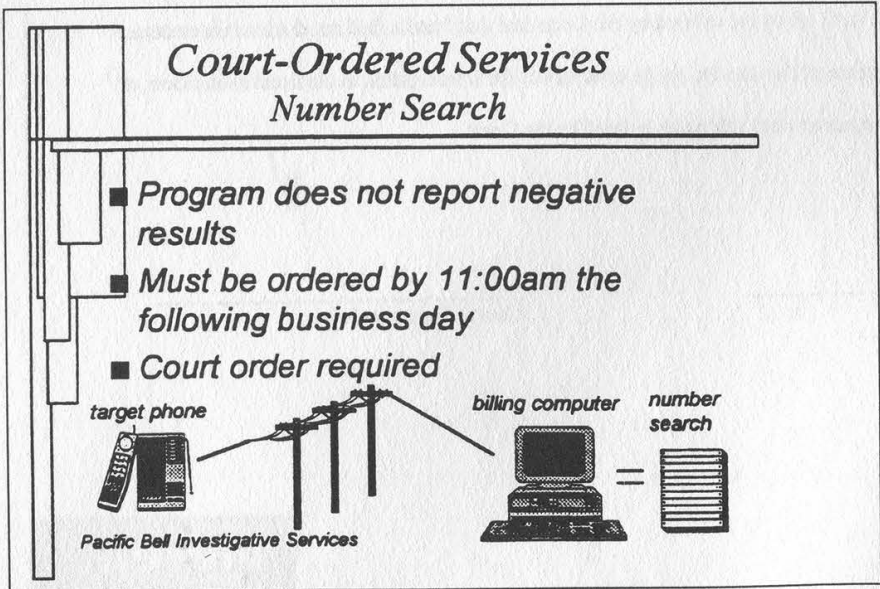 Court-Ordered Services
Number Search
■ Program does not report negative
results
■ Must be ordered by 11:00am the
following business day
■ Court order required
target phone
billing computer
number
search
=
Pacific Bell Investigative Services